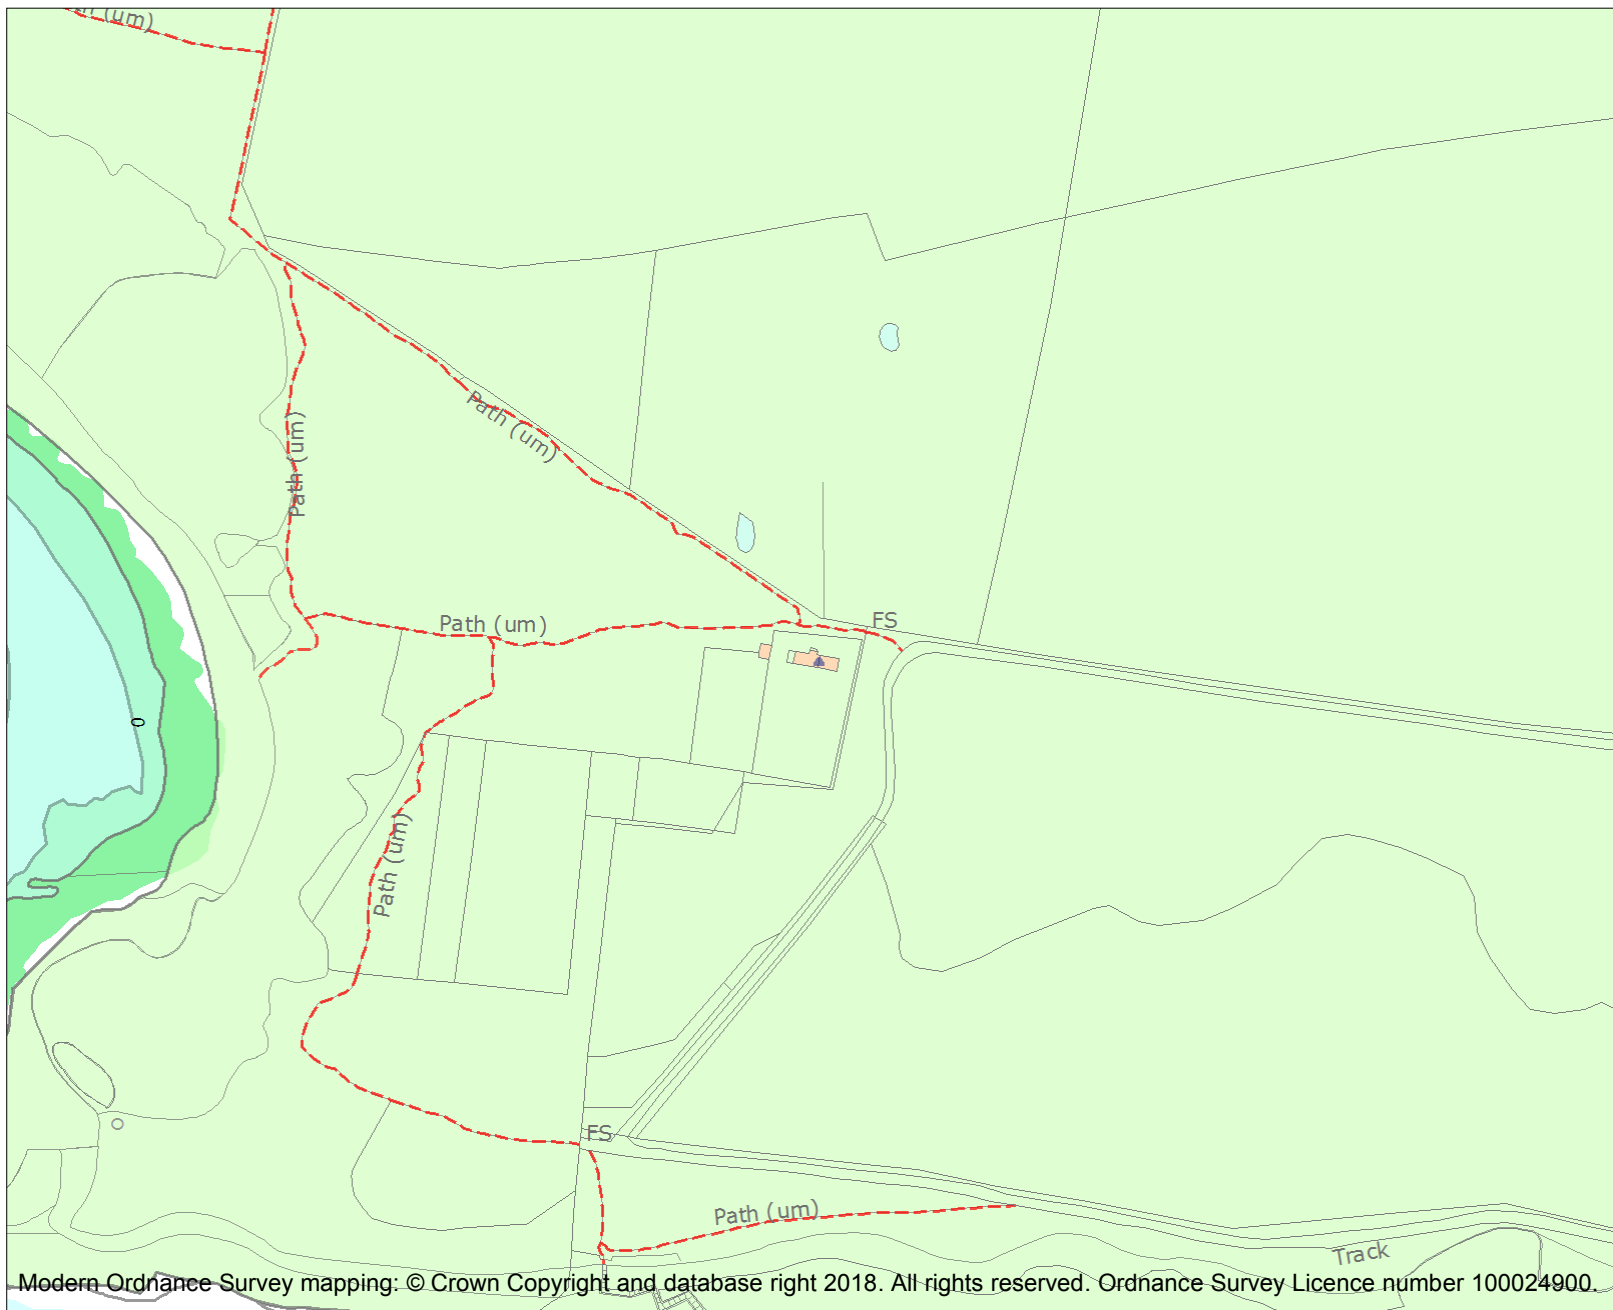 (um)
Path (um)
Path (um)
Path (um)
FS
0
Path (um)
FS
Path (um)
Track
Modern Ordnance Survey mapping: © Crown Copyright and database right 2018. All rights reserved. Ordnance Survey Licence number 100024900.